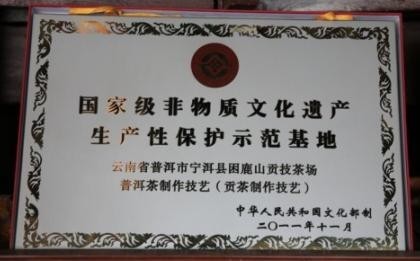 国家级非物质文化遗产
生产性保护示范基地
云南省普洱市宁洱县困鹿山贡技茶场
普洱茶制作技艺（贡茶制作技艺）
中华人民共和国文化部制
二〇一一年十一月